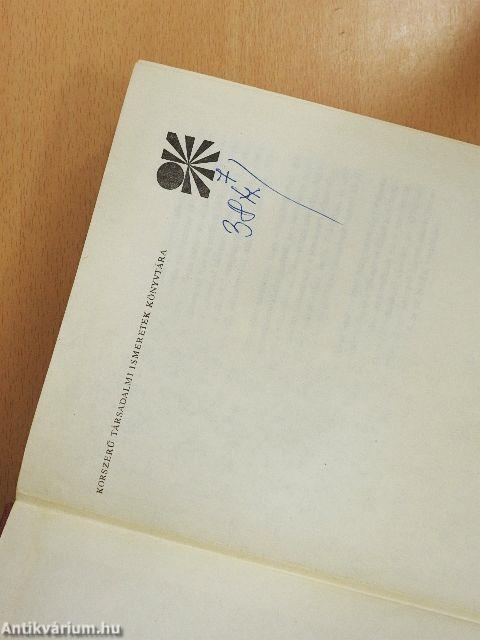 KORSZERŰ TÁRSADALMI ISMERETEK KÖNYVTÁRA
Antikvárium.hu